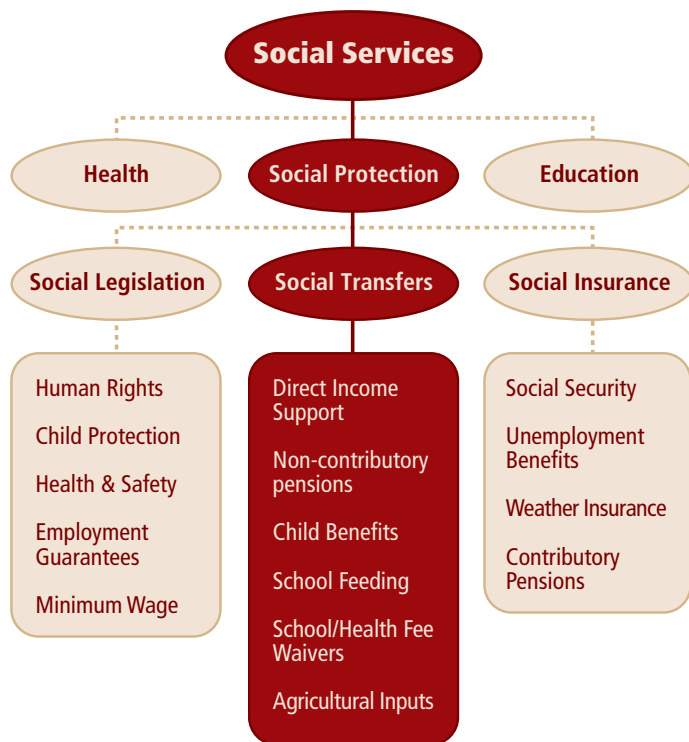 Social Services
Health
Social Protection
Education
Social Legislation
Social Transfers
Social Insurance
Human Rights
Child Protection
Health & Safety
Employment
Guarantees
Minimum Wage
Direct Income
Support
Non-contributory
pensions
Child Benefits
School Feeding
School/Health Fee
Waivers
Agricultural Inputs
Social Security
Unemployment
Benefits
Weather Insurance
Contributory
Pensions